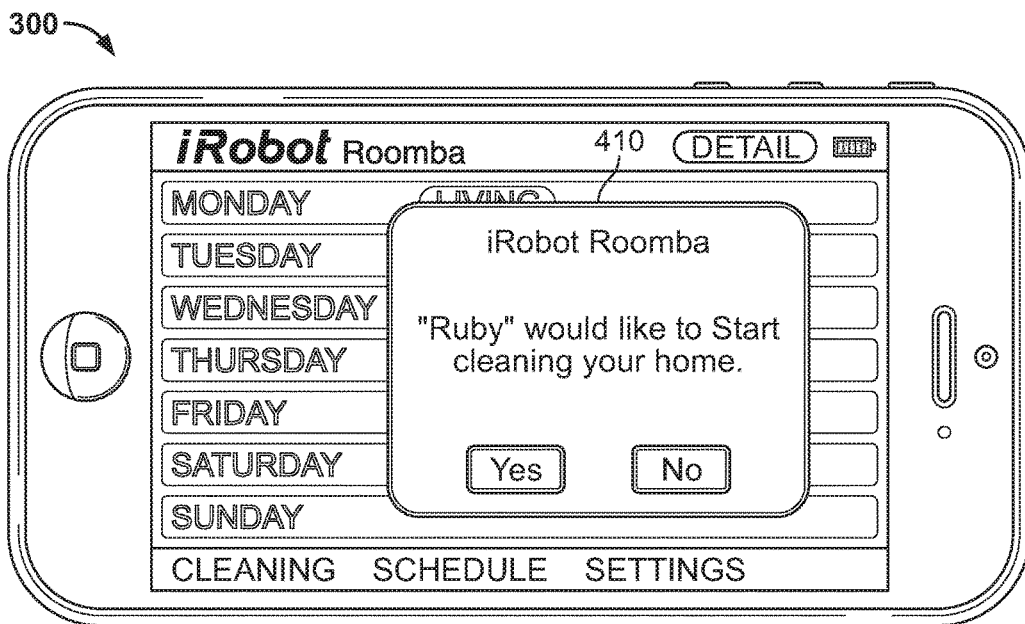 300
iRobot Roomba 410 DETAIL
MONDAY LIVING
TUESDAY
WEDNESDAY
THURSDAY
FRIDAY
SATURDAY
SUNDAY
iRobot Roomba
"Ruby" would like to Start
cleaning your home.
Yes No
CLEANING SCHEDULE SETTINGS